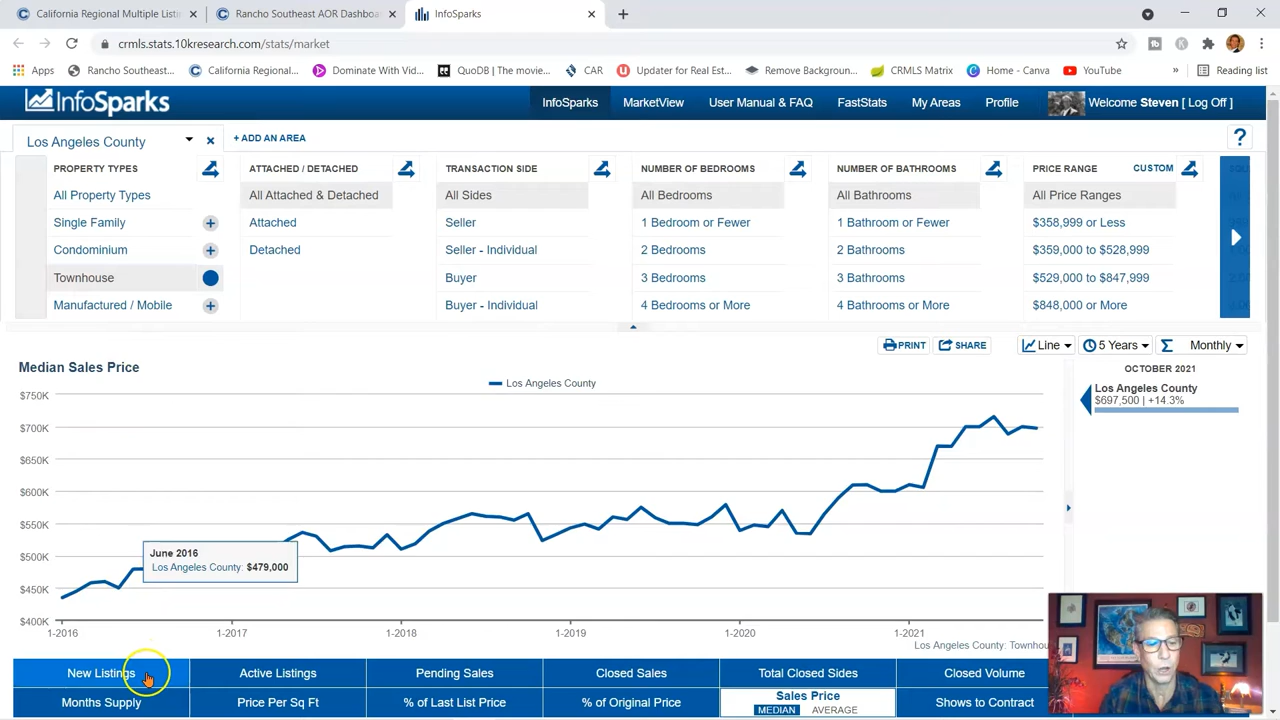 California Regional Multiple Listin
Rancho Southeast AOR Dashboa
InfoSparks
crmls.stats.10kresearch.com/stats/market
Apps
Rancho Southeast...
California Regional...
Dominate With Vid...
QuoDB | The movie...
CAR
Updater for Real Est...
Remove Backgroun...
CRMLS Matrix
Home - Canva
YouTube
»
Reading list
InfoSparks
InfoSparks
MarketView
User Manual & FAQ
FastStats
My Areas
Profile
Welcome Steven [ Log Off ]
Los Angeles County
+ ADD AN AREA
?
PROPERTY TYPES
ATTACHED / DETACHED
TRANSACTION SIDE
NUMBER OF BEDROOMS
NUMBER OF BATHROOMS
PRICE RANGE
CUSTOM
All Property Types
All Attached & Detached
All Sides
All Bedrooms
All Bathrooms
All Price Ranges
Single Family
Attached
Seller
1 Bedroom or Fewer
1 Bathroom or Fewer
$358,999 or Less
Condominium
Detached
Seller - Individual
2 Bedrooms
2 Bathrooms
$359,000 to $528,999
Townhouse
Buyer
3 Bedrooms
3 Bathrooms
$529,000 to $847,999
Manufactured / Mobile
Buyer - Individual
4 Bedrooms or More
4 Bathrooms or More
$848,000 or More
PRINT
SHARE
Line
5 Years
Monthly
Median Sales Price
OCTOBER 2021
Los Angeles County
Los Angeles County
$697,500 | +14.3%
$750K
$700K
$650K
$600K
$550K
$500K
$450K
$400K
June 2016
Los Angeles County: $479,000
1-2016
1-2017
1-2018
1-2019
1-2020
1-2021
Los Angeles County: Townhou
New Listings
Active Listings
Pending Sales
Closed Sales
Total Closed Sides
Closed Volume
Months Supply
Price Per Sq Ft
% of Last List Price
% of Original Price
Sales Price
MEDIAN
AVERAGE
Shows to Contract